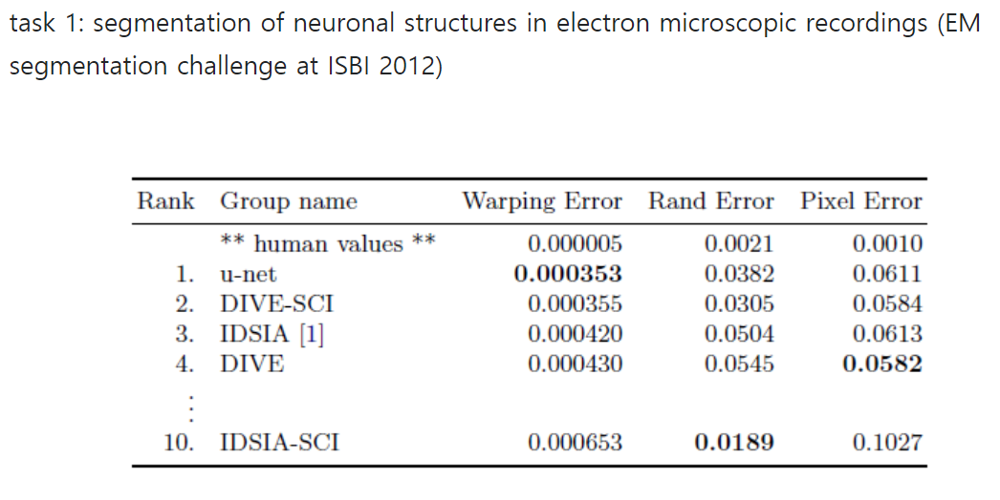 task 1: segmentation of neuronal structures in electron microscopic recordings (EM
segmentation challenge at ISBI 2012)
Rank Group name Warping Error Rand Error Pixel Error
** human values ** 0.000005 0.0021 0.0010
1. u-net 0.000353 0.0382 0.0611
2. DIVE-SCI 0.000355 0.0305 0.0584
3. IDSIA [1] 0.000420 0.0504 0.0613
4. DIVE 0.000430 0.0545 0.0582
⋮
10. IDSIA-SCI 0.000653 0.0189 0.1027